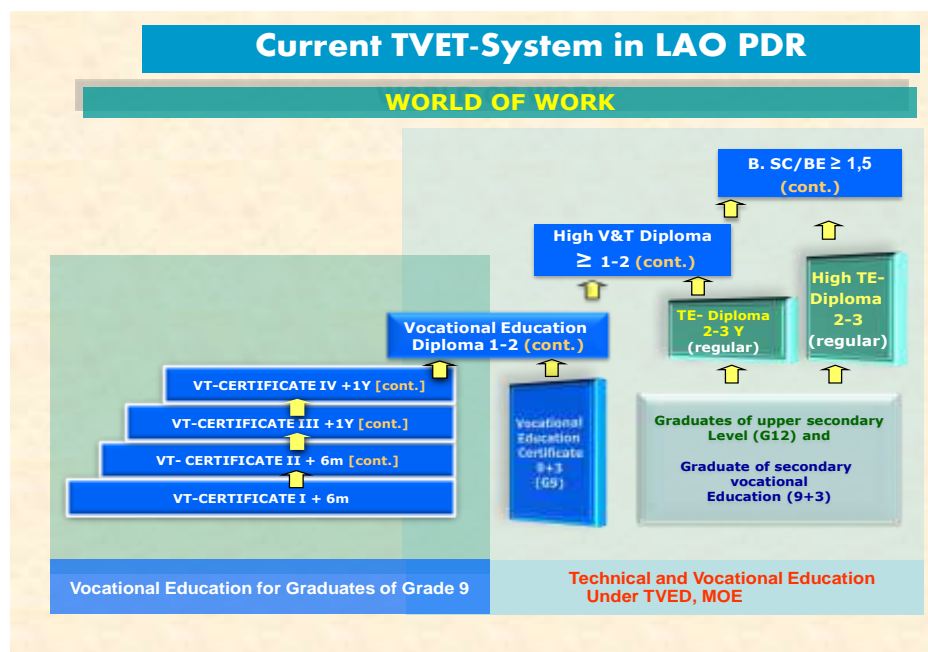 Current TVET-System in LAO PDR
WORLD OF WORK
B. SC/BE ≥ 1,5
(cont.)
High V&T Diploma
≥ 1-2 (cont.)
High TE-
Diploma
2-3
(regular)
TE- Diploma
2-3 Y
(regular)
Vocational Education
Diploma 1-2 (cont.)
VT-CERTIFICATE IV +1Y [cont.]
VT-CERTIFICATE III +1Y [cont.]
VT- CERTIFICATE II + 6m [cont.]
VT-CERTIFICATE I + 6m
Vocational
Education
Certificate
9+3
(G9)
Graduates of upper secondary
Level (G12) and
Graduate of secondary
vocational
Education (9+3)
Vocational Education for Graduates of Grade 9
Technical and Vocational Education
Under TVED, MOE